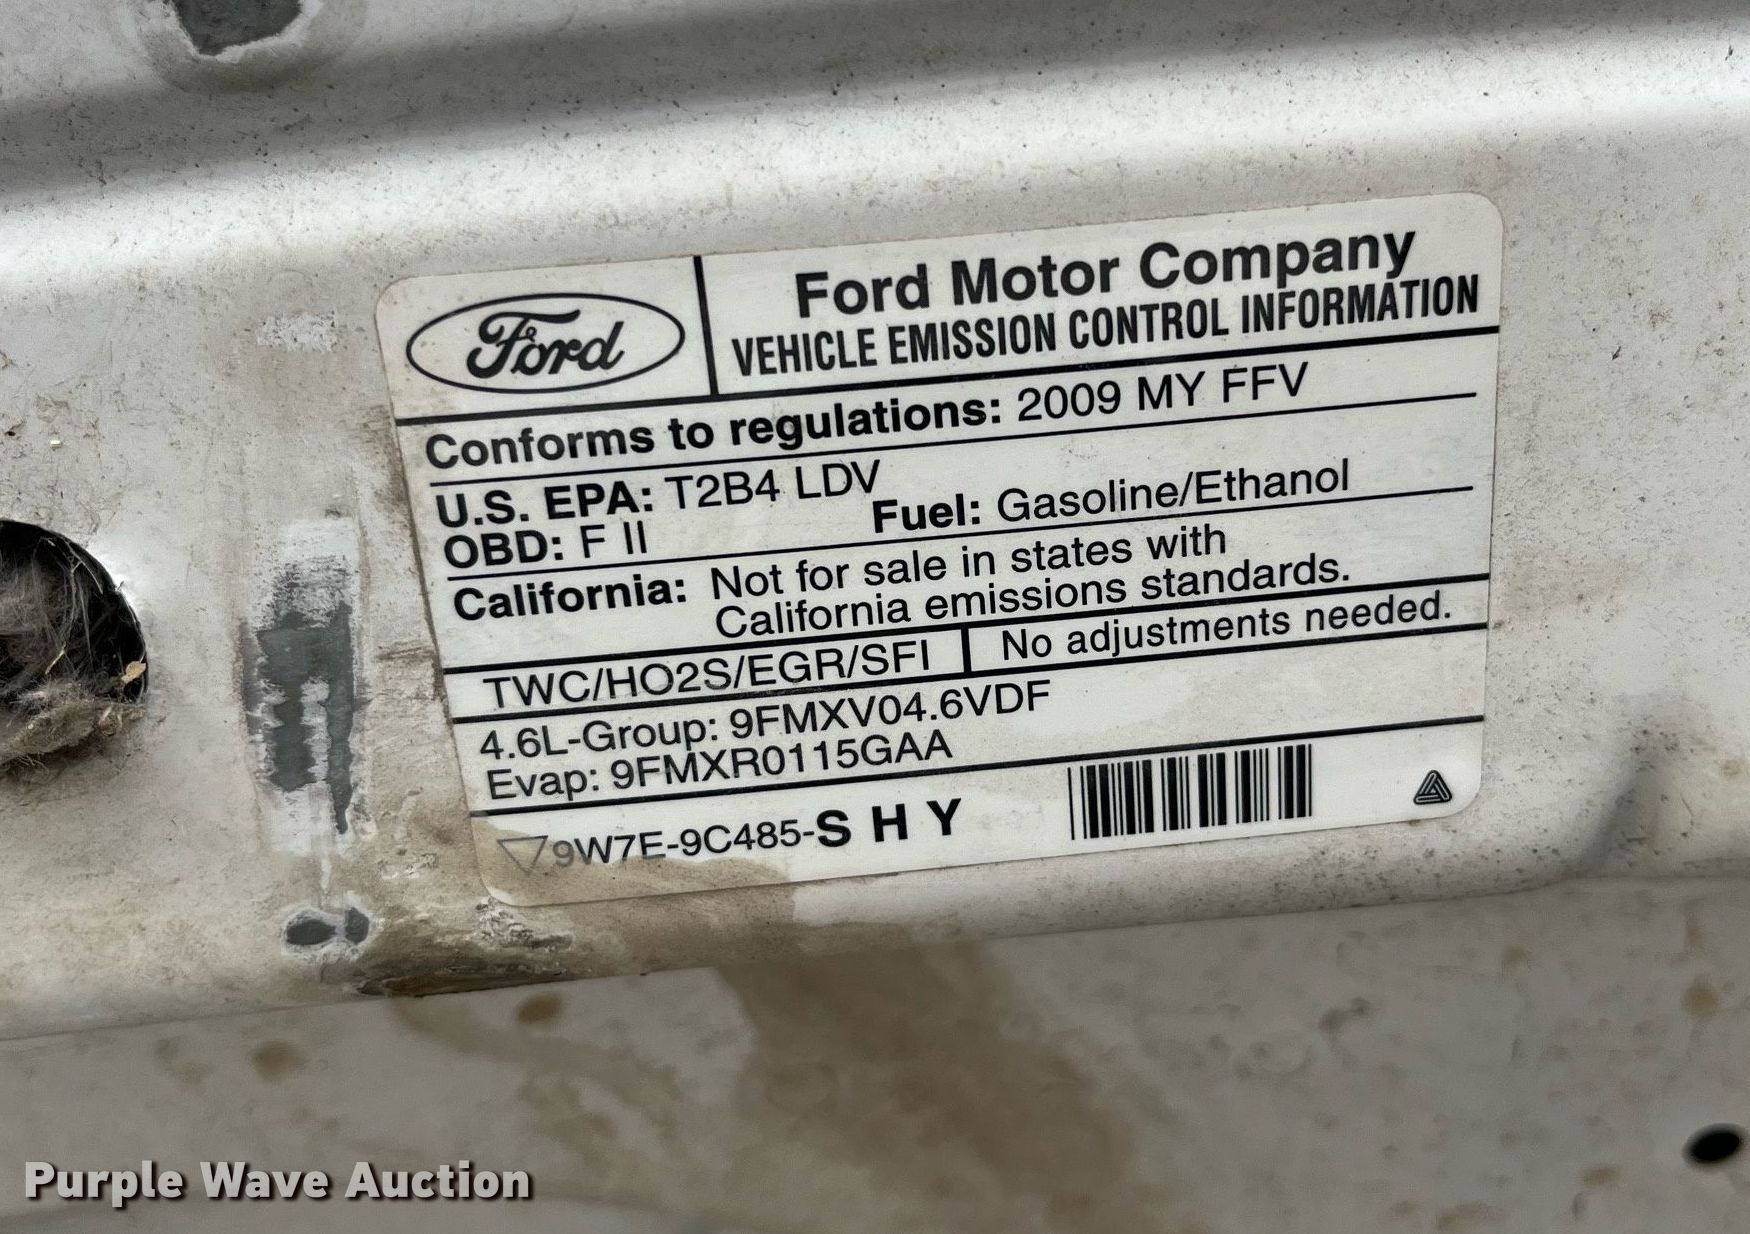 Ford
Ford Motor Company
VEHICLE EMISSION CONTROL INFORMATION
Conforms to regulations: 2009 MY FFV
U.S. EPA: T2B4 LDV
OBD: F II
Fuel: Gasoline/Ethanol
California: Not for sale in states with
California emissions standards.
TWC/HO2S/EGR/SFI
No adjustments needed.
4.6L-Group: 9FMXV04.6VDF
Evap: 9FMXR0115GAA
9W7E-9C485-S H Y
Purple Wave Auction